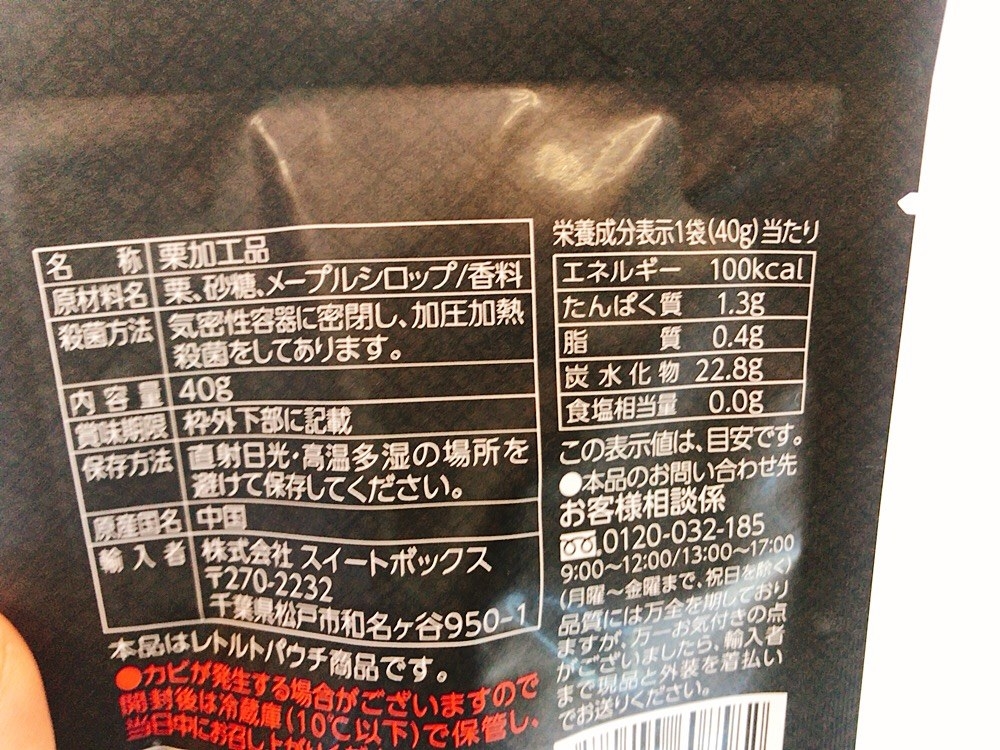 名称 栗加工品
原材料名 栗、砂糖、メープルシロップ/香料
殺菌方法 気密性容器に密閉し、加圧加熱
殺菌をしてあります。
内容量 40g
賞味期限 枠外下部に記載
保存方法 直射日光・高温多湿の場所を
避けて保存してください。
原産国名 中国
輸入者 株式会社 スイートボックス
〒270-2232
千葉県松戸市和名ヶ谷950-1
本品はレトルトパウチ商品です。
●カビが発生する場合がございますので
開封後は冷蔵庫(10℃以下)で保管し、
当日中にお召し上がりください
栄養成分表示1袋(40g)当たり
エネルギー 100kcal
たんぱく質 1.3g
脂質 0.4g
炭水化物 22.8g
食塩相当量 0.0g
この表示値は、目安です。
●本品のお問い合わせ先
お客様相談係
0120-032-185
9:00~12:00/13:00~17:00
(月曜~金曜まで、祝日を除く)
品質には万全を期しており
ますが、万一お気付きの点
がございましたら、輸入者
まで現品と外装を着払い
でお送りください。